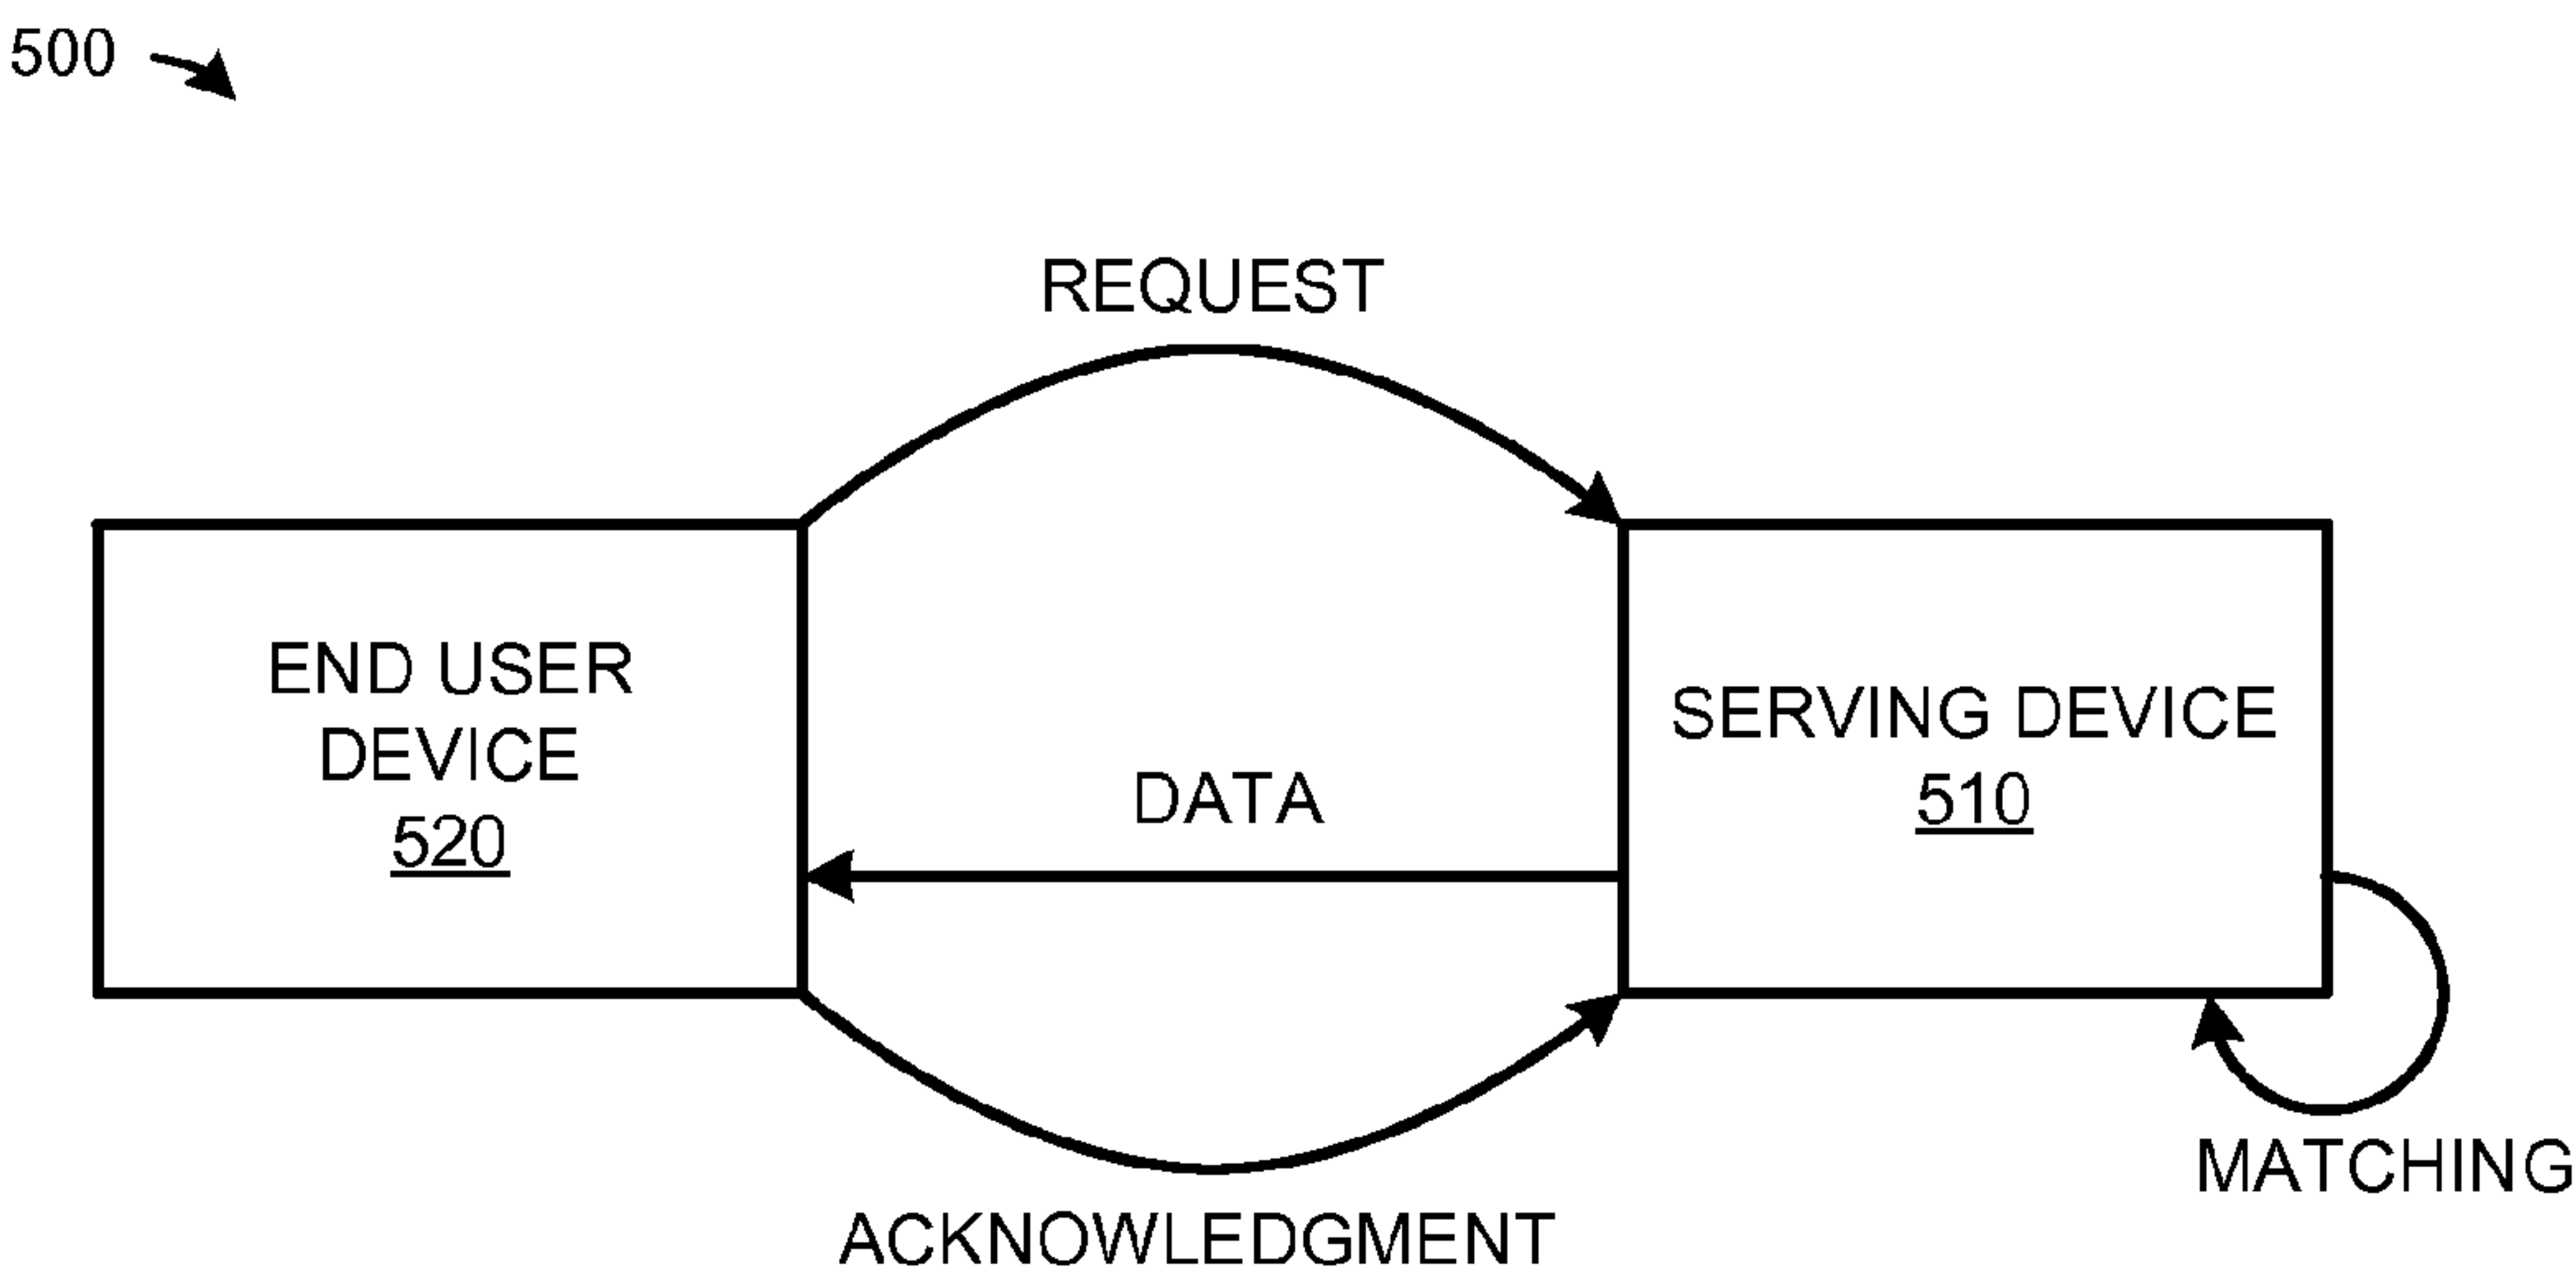 500
REQUEST
END USER
DEVICE
520
SERVING DEVICE
510
DATA
MATCHING
ACKNOWLEDGMENT